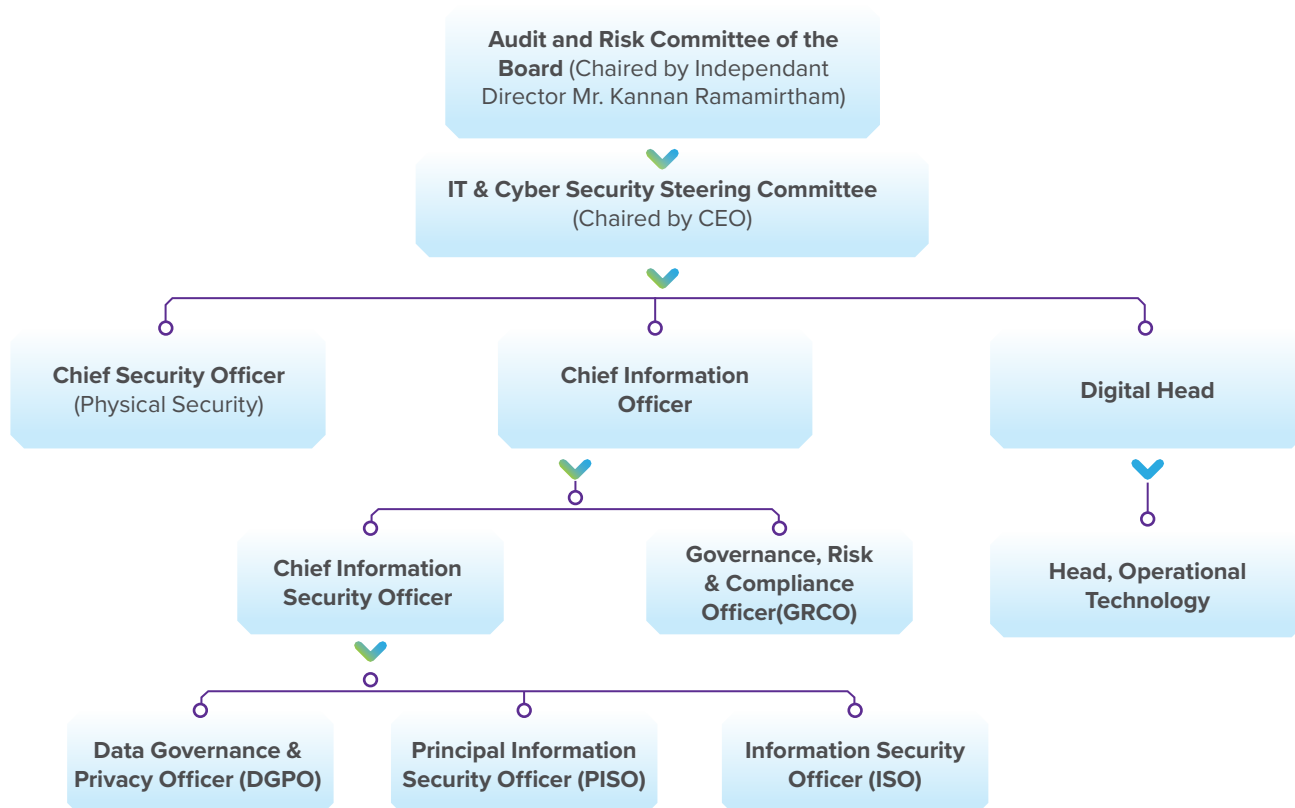 Audit and Risk Committee of the
Board (Chaired by Independant
Director Mr. Kannan Ramamirtham)
IT & Cyber Security Steering Committee
(Chaired by CEO)
Chief Security Officer
(Physical Security)
Chief Information
Officer
Digital Head
Chief Information
Security Officer
Governance, Risk
& Compliance
Officer(GRCO)
Head, Operational
Technology
Data Governance &
Privacy Officer (DGPO)
Principal Information
Security Officer (PISO)
Information Security
Officer (ISO)